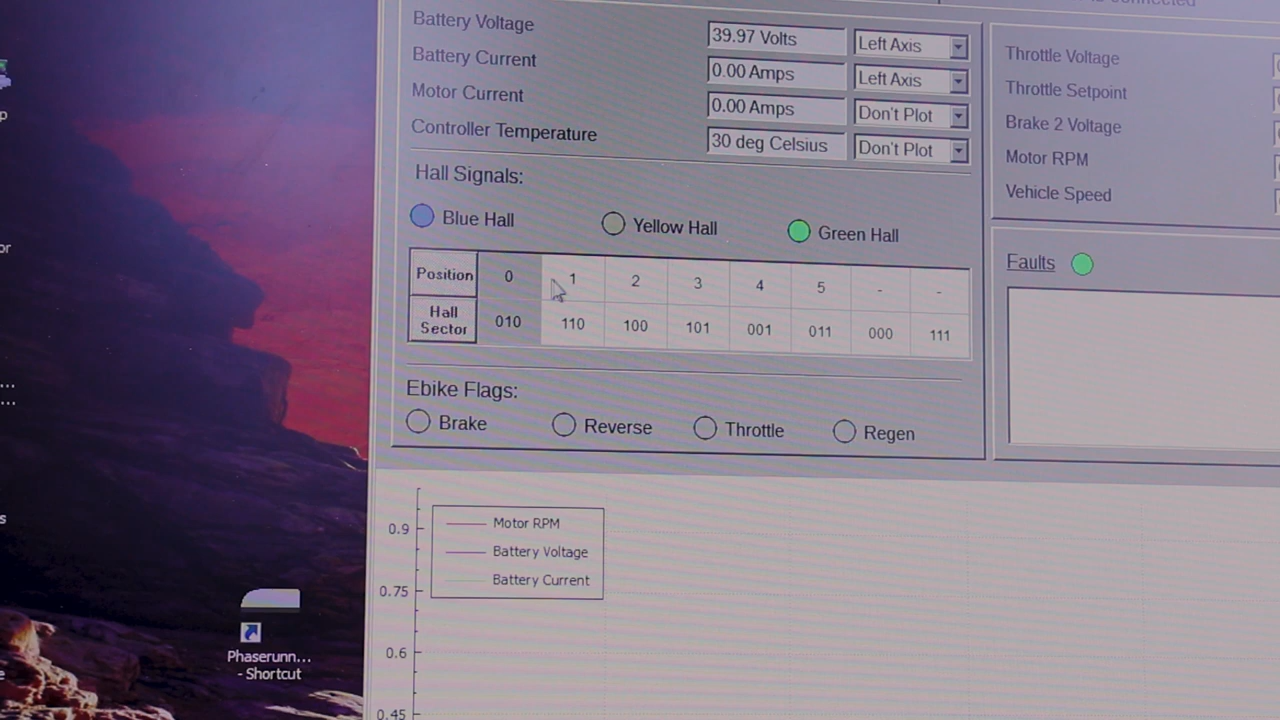 Battery Voltage 39.97 Volts Left Axis
Battery Current 0.00 Amps Left Axis
Motor Current 0.00 Amps Don't Plot
Controller Temperature 30 deg Celsius Don't Plot
Hall Signals:
Blue Hall Yellow Hall Green Hall
Position 0 1 2 3 4 5 - -
Hall Sector 010 110 100 101 001 011 000 111
Ebike Flags:
Brake Reverse Throttle Regen
Throttle Voltage
Throttle Setpoint
Brake 2 Voltage
Motor RPM
Vehicle Speed
Faults
Motor RPM
Battery Voltage
Battery Current
0.9
0.75
0.6
0.45
Phaserunn...
- Shortcut